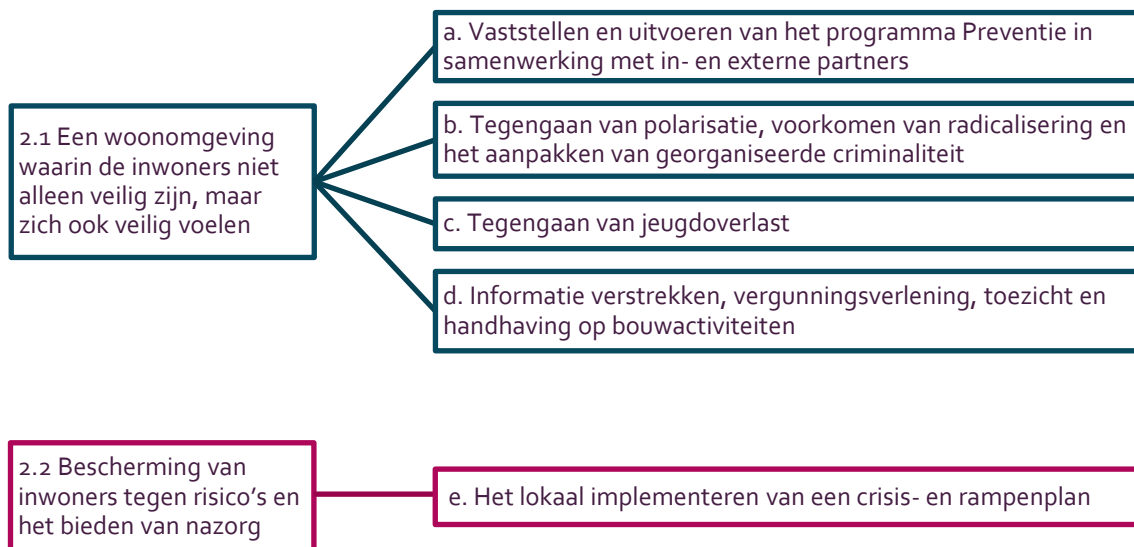 a. Vaststellen en uitvoeren van het programma Preventie in
samenwerking met in- en externe partners
2.1 Een woonomgeving
waarin de inwoners niet
alleen veilig zijn, maar
zich ook veilig voelen
b. Tegengaan van polarisatie, voorkomen van radicalisering en
het aanpakken van georganiseerde criminaliteit
c. Tegengaan van jeugdoverlast
d. Informatie verstrekken, vergunningsverlening, toezicht en
handhaving op bouwactiviteiten
2.2 Bescherming van
inwoners tegen risico’s en
het bieden van nazorg
e. Het lokaal implementeren van een crisis- en rampenplan